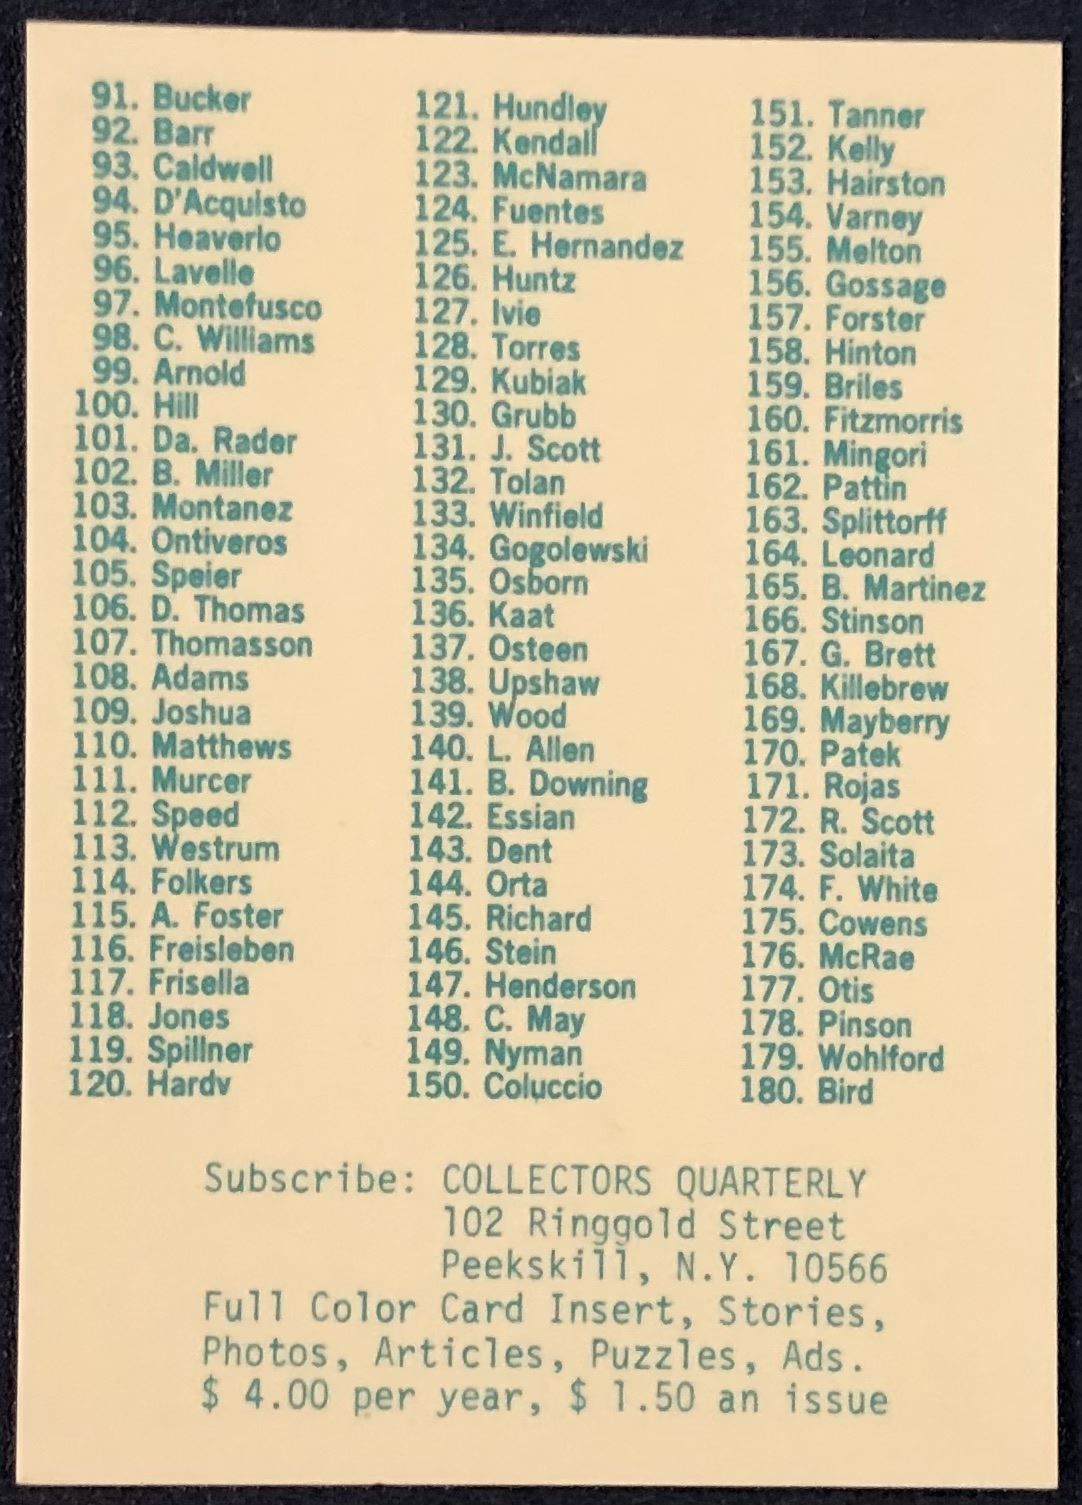 91. Bucker
92. Barr
93. Caldwell
94. D'Acquisto
95. Heaverlo
96. Lavelle
97. Montefusco
98. C. Williams
99. Arnold
100. Hill
101. Da. Rader
102. B. Miller
103. Montanez
104. Ontiveros
105. Speier
106. D. Thomas
107. Thomasson
108. Adams
109. Joshua
110. Matthews
111. Murcer
112. Speed
113. Westrum
114. Folkers
115. A. Foster
116. Freisleben
117. Frisella
118. Jones
119. Spillner
120. Hardy
121. Hundley
122. Kendall
123. McNamara
124. Fuentes
125. E. Hernandez
126. Huntz
127. Ivie
128. Torres
129. Kubiak
130. Grubb
131. J. Scott
132. Tolan
133. Winfield
134. Gogolewski
135. Osborn
136. Kaat
137. Osteen
138. Upshaw
139. Wood
140. L. Allen
141. B. Downing
142. Essian
143. Dent
144. Orta
145. Richard
146. Stein
147. Henderson
148. C. May
149. Nyman
150. Coluccio
151. Tanner
152. Kelly
153. Hairston
154. Varney
155. Melton
156. Gossage
157. Forster
158. Hinton
159. Briles
160. Fitzmorris
161. Mingori
162. Pattin
163. Splittorff
164. Leonard
165. B. Martinez
166. Stinson
167. G. Brett
168. Killebrew
169. Mayberry
170. Patek
171. Rojas
172. R. Scott
173. Solaita
174. F. White
175. Cowens
176. McRae
177. Otis
178. Pinson
179. Wohlford
180. Bird
Subscribe: COLLECTORS QUARTERLY
102 Ringgold Street
Peekskill, N.Y. 10566
Full Color Card Insert, Stories,
Photos, Articles, Puzzles, Ads.
$ 4.00 per year, $ 1.50 an issue